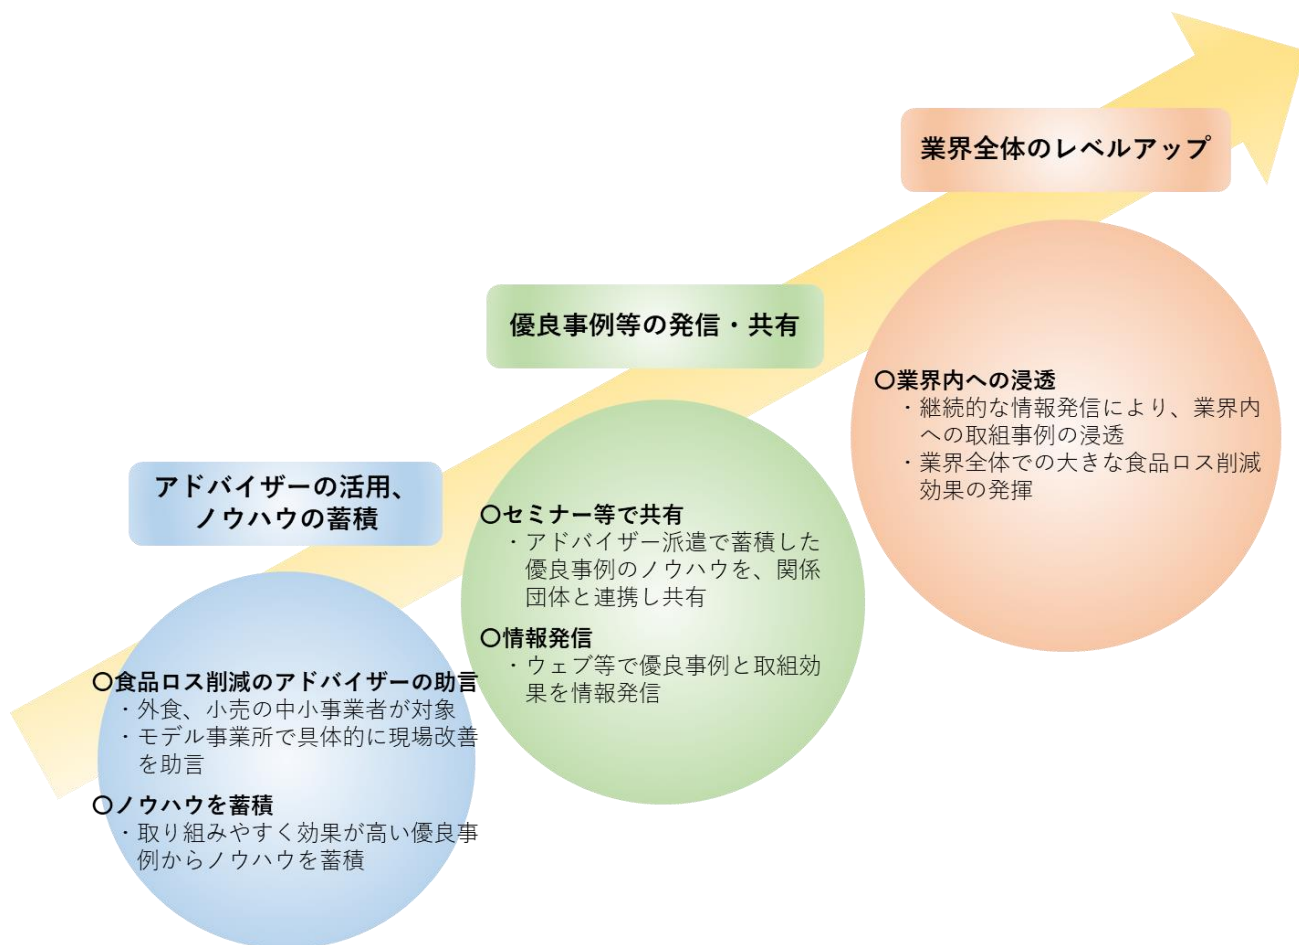 業界全体のレベルアップ
〇業界内への浸透
・継続的な情報発信により、業界内
への取組事例の浸透
・業界全体での大きな食品ロス削減
効果の発揮
優良事例等の発信・共有
〇セミナー等で共有
・アドバイザー派遣で蓄積した
優良事例のノウハウを、関係
団体と連携し共有
〇情報発信
・ウェブ等で優良事例と取組効
果を情報発信
アドバイザーの活用、
ノウハウの蓄積
〇食品ロス削減のアドバイザーの助言
・外食、小売の中小事業者が対象
・モデル事業所で具体的に現場改善
を助言
〇ノウハウを蓄積
・取り組みやすく効果が高い優良事
例からノウハウを蓄積